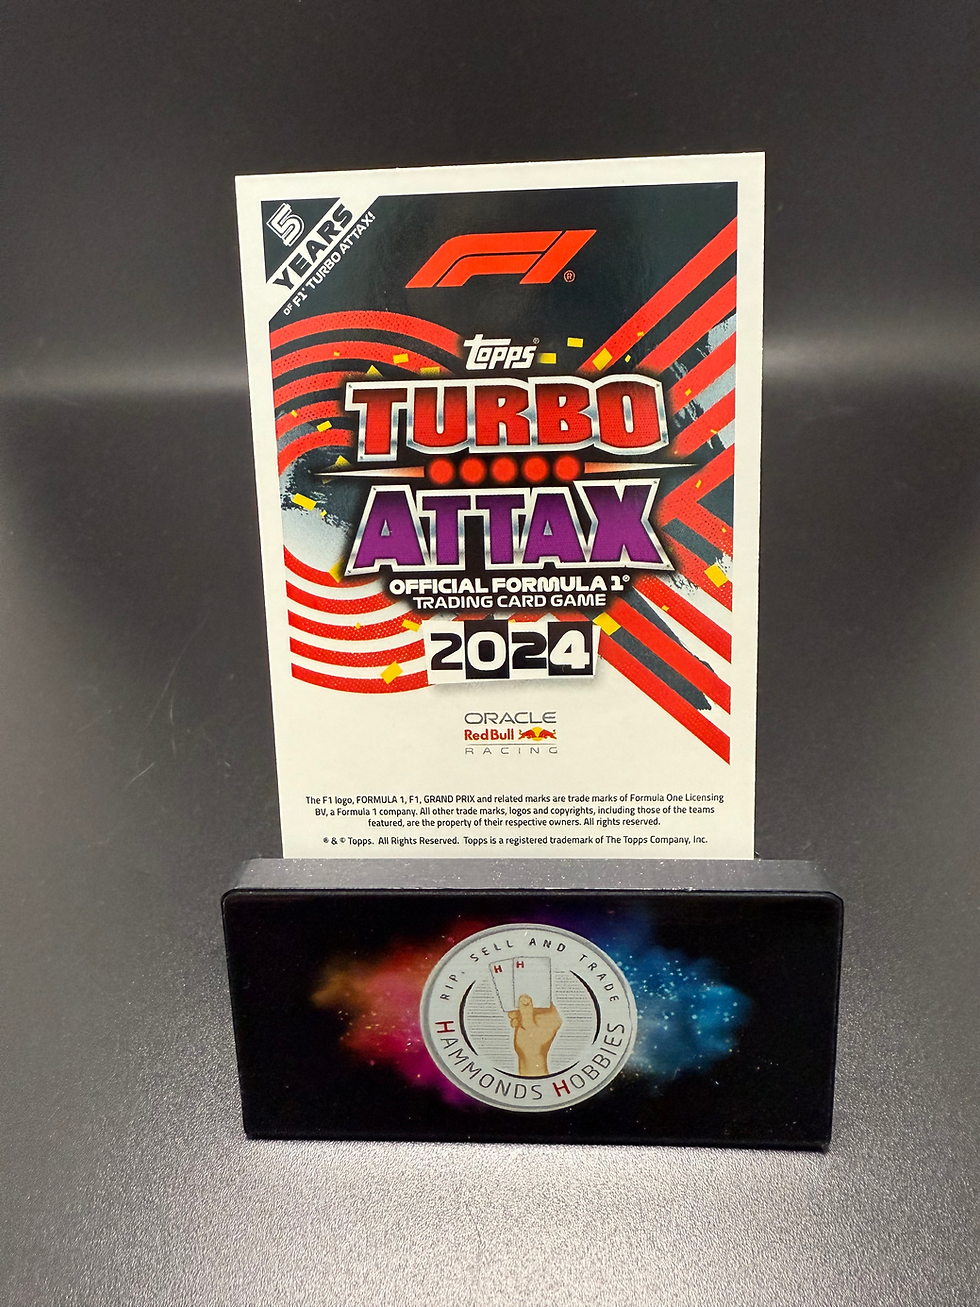 5
YEARS
OF F1® TURBO ATTAX!
F1®
topps®
TURBO
ATTAX
OFFICIAL FORMULA 1®
TRADING CARD GAME
2024
ORACLE
Red Bull
RACING
The F1 logo, FORMULA 1, F1, GRAND PRIX and related marks are trade marks of Formula One Licensing
BV, a Formula 1 company. All other trade marks, logos and copyrights, including those of the teams
featured, are the property of their respective owners. All rights reserved.
® & © Topps. All Rights Reserved. Topps is a registered trademark of The Topps Company, Inc.
RIP, SELL AND TRADE
H H
HAMMONDS HOBBIES